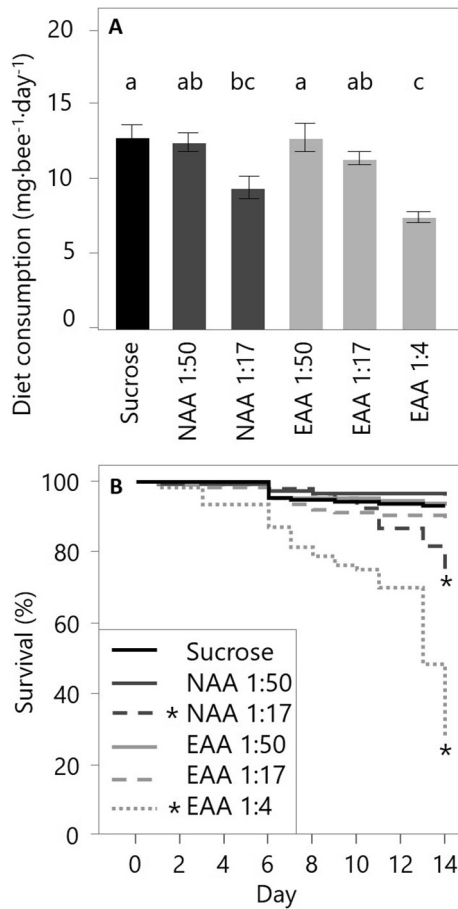 A
20
15
10
5
0
Diet consumption (mg·bee⁻¹·day⁻¹)
a ab bc a ab c
Sucrose
NAA 1:50
NAA 1:17
EAA 1:50
EAA 1:17
EAA 1:4
B
100
80
60
40
20
0
Survival (%)
Sucrose
NAA 1:50
* NAA 1:17
EAA 1:50
EAA 1:17
* EAA 1:4
*
*
0 2 4 6 8 10 12 14
Day